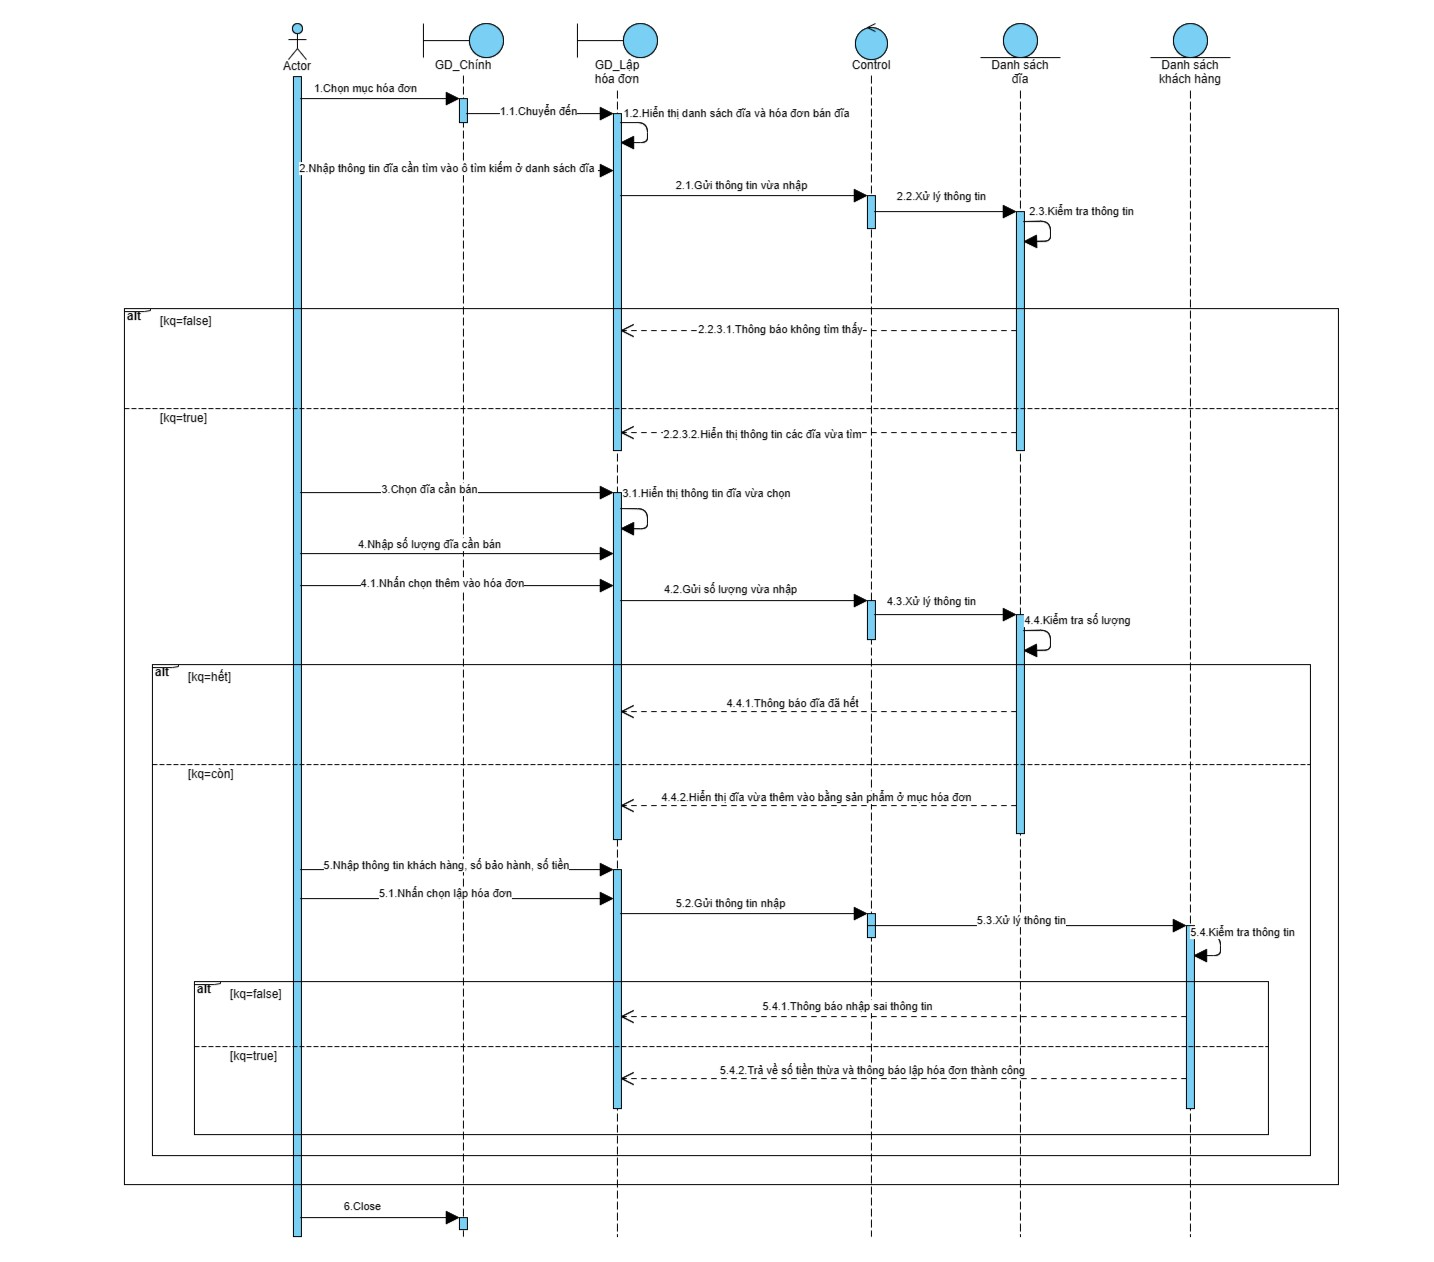 Actor
GD_Chính
GD_Lập
hóa đơn
Control
Danh sách
đĩa
Danh sách
khách hàng
1.Chọn mục hóa đơn
1.1.Chuyển đến
1.2.Hiển thị danh sách đĩa và hóa đơn bán đĩa
2.Nhập thông tin đĩa cần tìm vào ô tìm kiếm ở danh sách đĩa
2.1.Gửi thông tin vừa nhập
2.2.Xử lý thông tin
2.3.Kiểm tra thông tin
alt
[kq=false]
2.2.3.1.Thông báo không tìm thấy
[kq=true]
2.2.3.2.Hiển thị thông tin các đĩa vừa tìm
3.Chọn đĩa cần bán
3.1.Hiển thị thông tin đĩa vừa chọn
4.Nhập số lượng đĩa cần bán
4.1.Nhấn chọn thêm vào hóa đơn
4.2.Gửi số lượng vừa nhập
4.3.Xử lý thông tin
4.4.Kiểm tra số lượng
alt
[kq=hết]
4.4.1.Thông báo đĩa đã hết
[kq=còn]
4.4.2.Hiển thị đĩa vừa thêm vào bằng sản phẩm ở mục hóa đơn
5.Nhập thông tin khách hàng, số bảo hành, số tiền
5.1.Nhấn chọn lập hóa đơn
5.2.Gửi thông tin nhập
5.3.Xử lý thông tin
5.4.Kiểm tra thông tin
alt
[kq=false]
5.4.1.Thông báo nhập sai thông tin
[kq=true]
5.4.2.Trả về số tiền thừa và thông báo lập hóa đơn thành công
6.Close